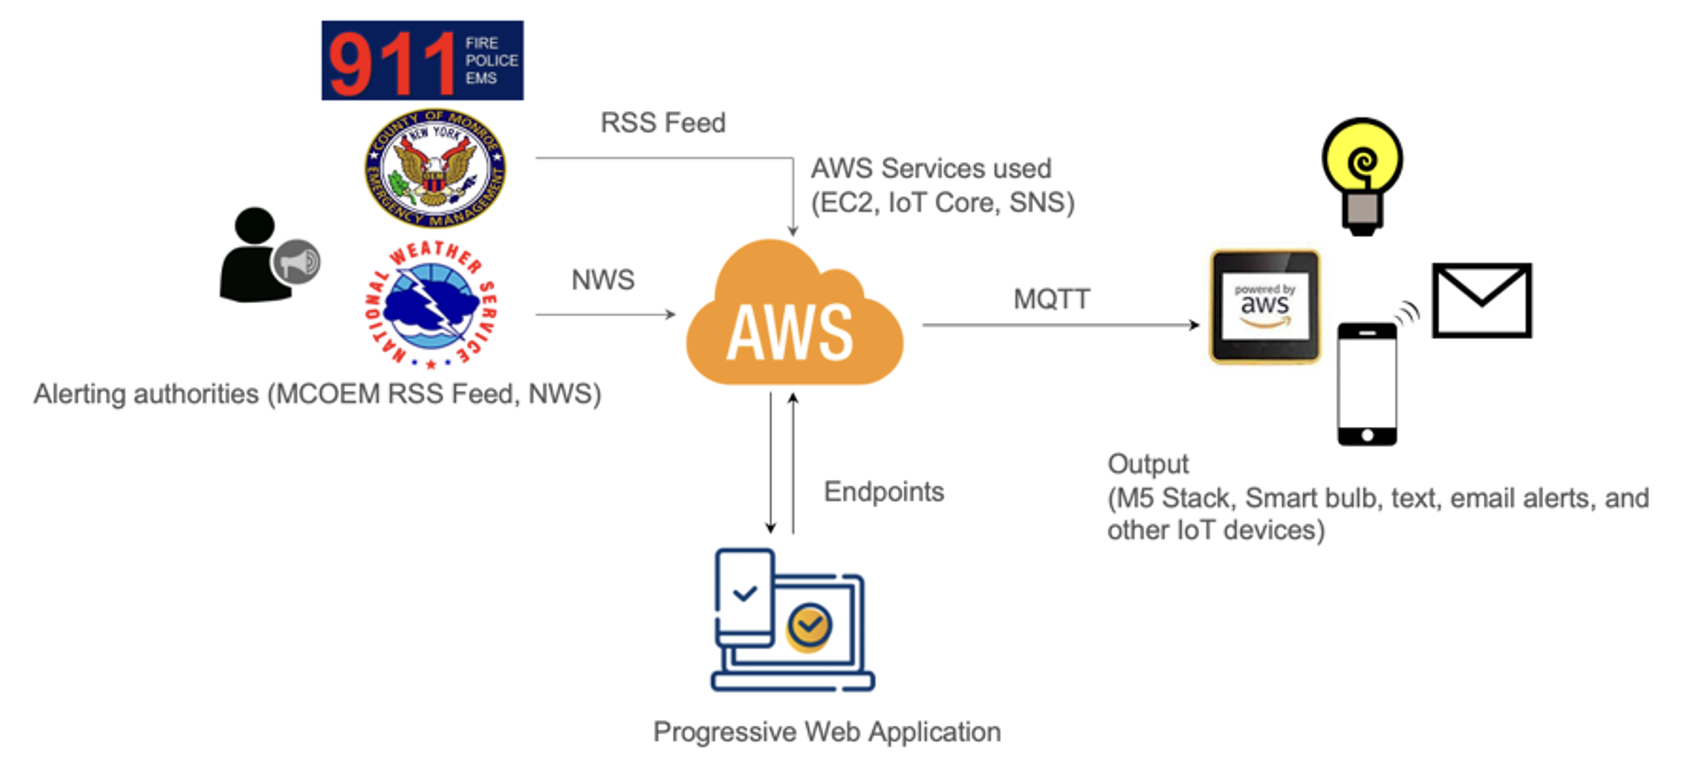 911
FIRE
POLICE
EMS
COUNTY OF MONROE
NEW YORK
OEM
EMERGENCY MANAGEMENT
NATIONAL WEATHER SERVICE
Alerting authorities (MCOEM RSS Feed, NWS)
RSS Feed
AWS Services used
(EC2, IoT Core, SNS)
NWS
AWS
MQTT
powered by
aws
Output
(M5 Stack, Smart bulb, text, email alerts, and
other IoT devices)
Endpoints
Progressive Web Application